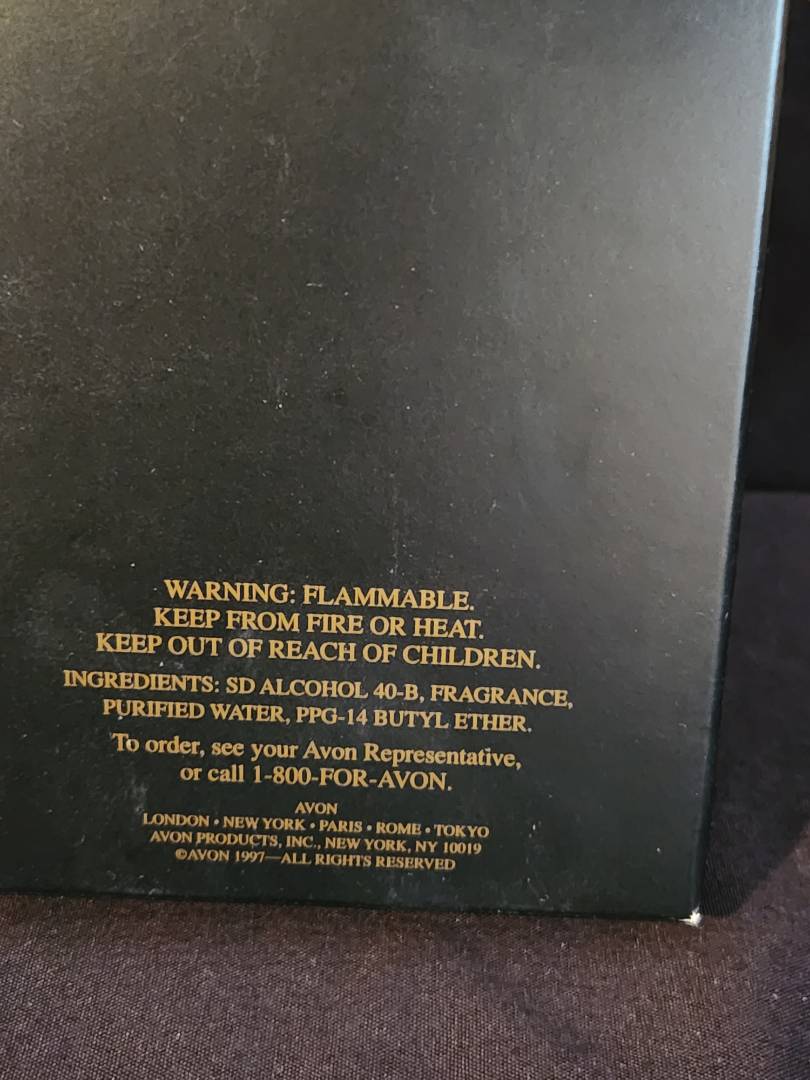 WARNING: FLAMMABLE.
KEEP FROM FIRE OR HEAT.
KEEP OUT OF REACH OF CHILDREN.
INGREDIENTS: SD ALCOHOL 40-B, FRAGRANCE,
PURIFIED WATER, PPG-14 BUTYL ETHER.
To order, see your Avon Representative,
or call 1-800-FOR-AVON.
AVON
LONDON • NEW YORK • PARIS • ROME • TOKYO
AVON PRODUCTS, INC., NEW YORK, NY 10019
©AVON 1997—ALL RIGHTS RESERVED